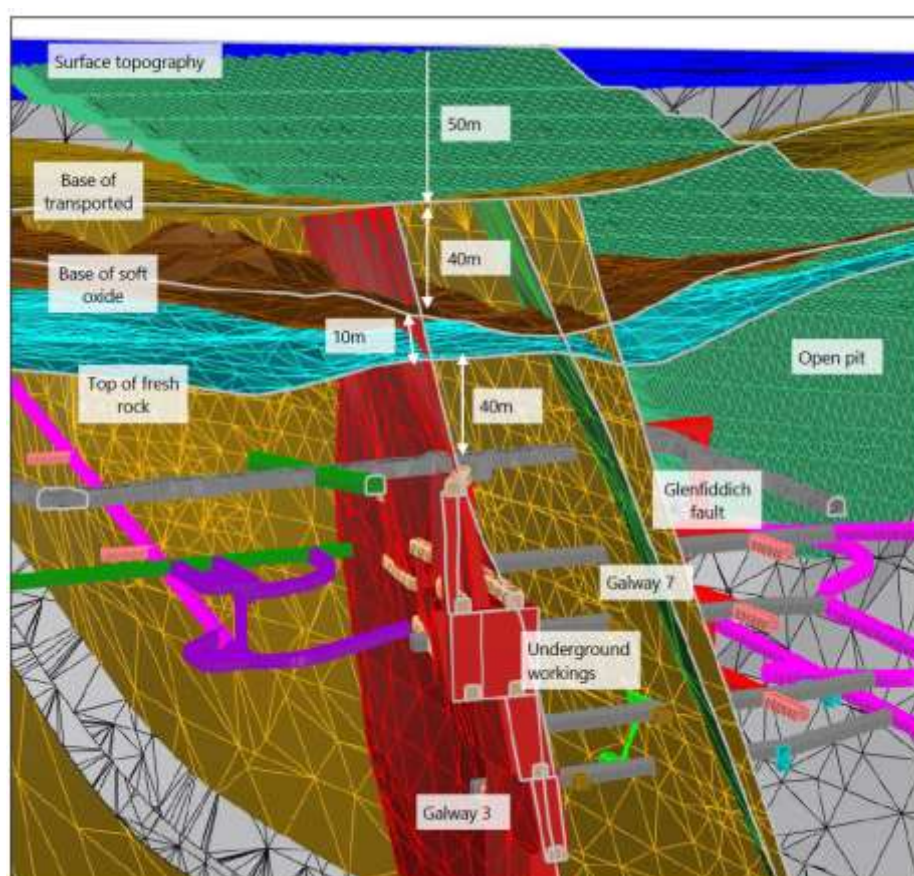 Surface topography
50m
Base of
transported
40m
Base of soft
oxide
10m
Open pit
Top of fresh
rock
40m
Glenfiddich
fault
Galway 7
Underground
workings
Galway 3